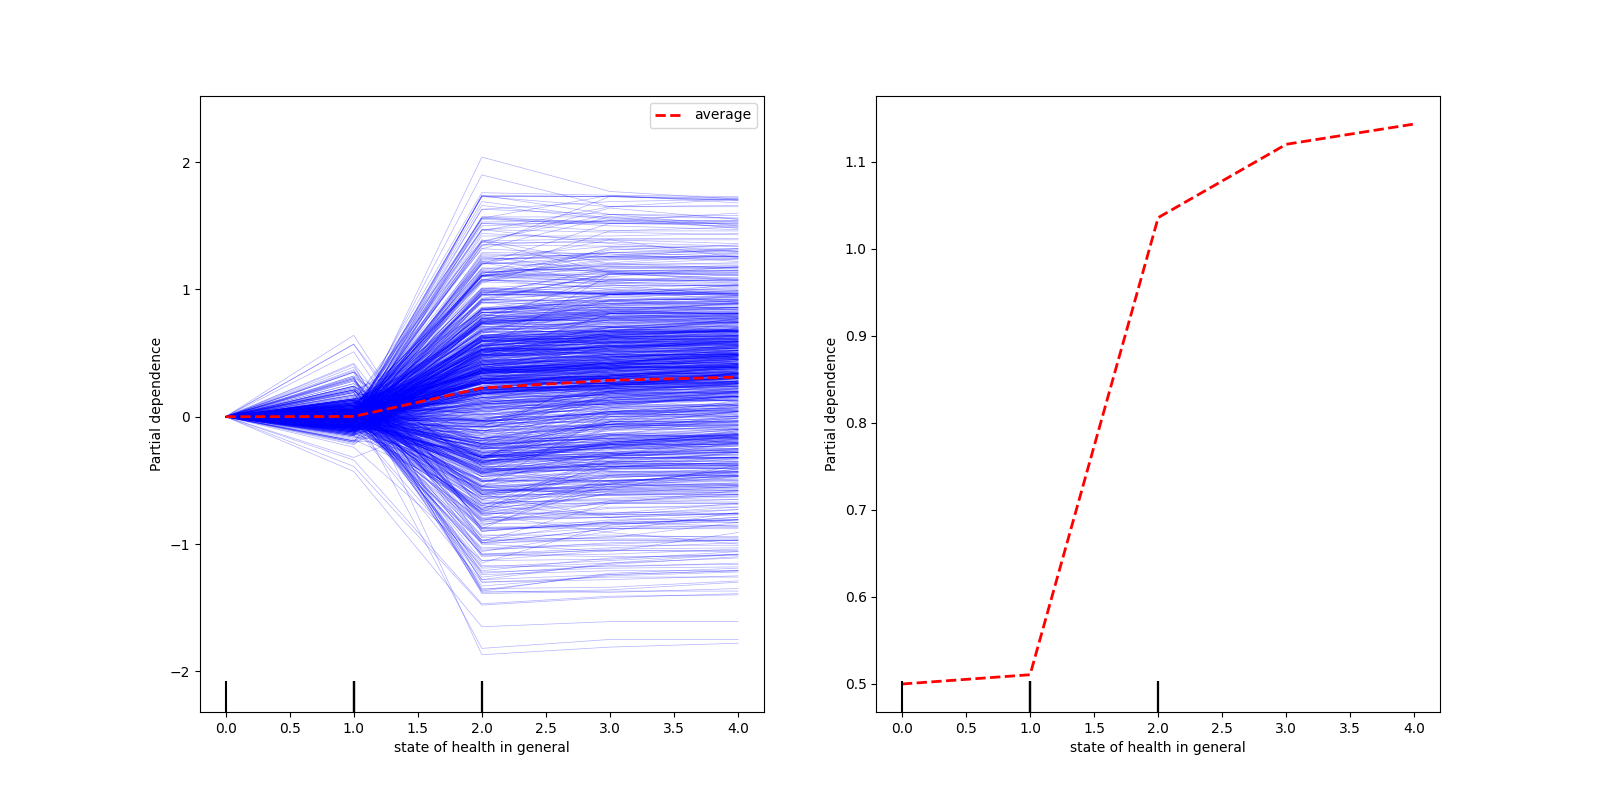 average
Partial dependence
2
1
0
−1
−2
0.0 0.5 1.0 1.5 2.0 2.5 3.0 3.5 4.0
state of health in general
Partial dependence
1.1
1.0
0.9
0.8
0.7
0.6
0.5
0.0 0.5 1.0 1.5 2.0 2.5 3.0 3.5 4.0
state of health in general